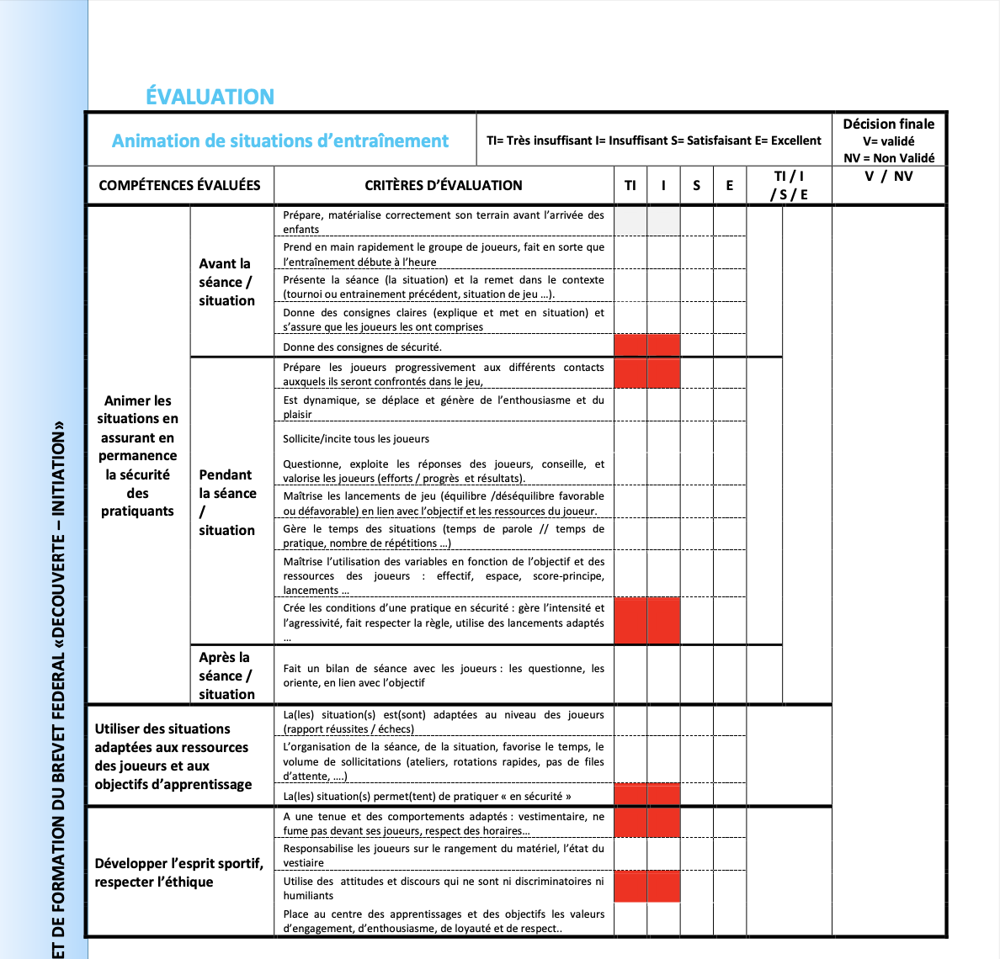 ÉVALUATION
Animation de situations d’entraînement
TI= Très insuffisant I= Insuffisant S= Satisfaisant E= Excellent
Décision finale
V= validé
NV = Non Validé
COMPÉTENCES ÉVALUÉES
CRITÈRES D’ÉVALUATION
TI
I
S
E
TI / I
/ S / E
V / NV
Animer les
situations en
assurant en
permanence
la sécurité
des
pratiquants
Avant la
séance /
situation
Prépare, matérialise correctement son terrain avant l’arrivée des
enfants
Prend en main rapidement le groupe de joueurs, fait en sorte que
l’entraînement débute à l’heure
Présente la séance (la situation) et la remet dans le contexte
(tournoi ou entrainement précédent, situation de jeu …).
Donne des consignes claires (explique et met en situation) et
s’assure que les joueurs les ont comprises
Donne des consignes de sécurité.
Pendant
la séance
/
situation
Prépare les joueurs progressivement aux différents contacts
auxquels ils seront confrontés dans le jeu,
Est dynamique, se déplace et génère de l’enthousiasme et du
plaisir
Sollicite/incite tous les joueurs
Questionne, exploite les réponses des joueurs, conseille, et
valorise les joueurs (efforts / progrès et résultats).
Maîtrise les lancements de jeu (équilibre /déséquilibre favorable
ou défavorable) en lien avec l’objectif et les ressources du joueur.
Gère le temps des situations (temps de parole // temps de
pratique, nombre de répétitions …)
Maîtrise l’utilisation des variables en fonction de l’objectif et des
ressources des joueurs : effectif, espace, score-principe,
lancements …
Crée les conditions d’une pratique en sécurité : gère l’intensité et
l’agressivité, fait respecter la règle, utilise des lancements adaptés
…
Après la
séance /
situation
Fait un bilan de séance avec les joueurs : les questionne, les
oriente, en lien avec l’objectif
Utiliser des situations
adaptées aux ressources
des joueurs et aux
objectifs d’apprentissage
La(les) situation(s) est(sont) adaptées au niveau des joueurs
(rapport réussites / échecs)
L’organisation de la séance, de la situation, favorise le temps, le
volume de sollicitations (ateliers, rotations rapides, pas de files
d’attente, ….)
La(les) situation(s) permet(tent) de pratiquer « en sécurité »
Développer l’esprit sportif,
respecter l’éthique
A une tenue et des comportements adaptés : vestimentaire, ne
fume pas devant ses joueurs, respect des horaires…
Responsabilise les joueurs sur le rangement du matériel, l’état du
vestiaire
Utilise des attitudes et discours qui ne sont ni discriminatoires ni
humiliants
Place au centre des apprentissages et des objectifs les valeurs
d’engagement, d’enthousiasme, de loyauté et de respect..
ET DE FORMATION DU BREVET FEDERAL «DECOUVERTE – INITIATION»